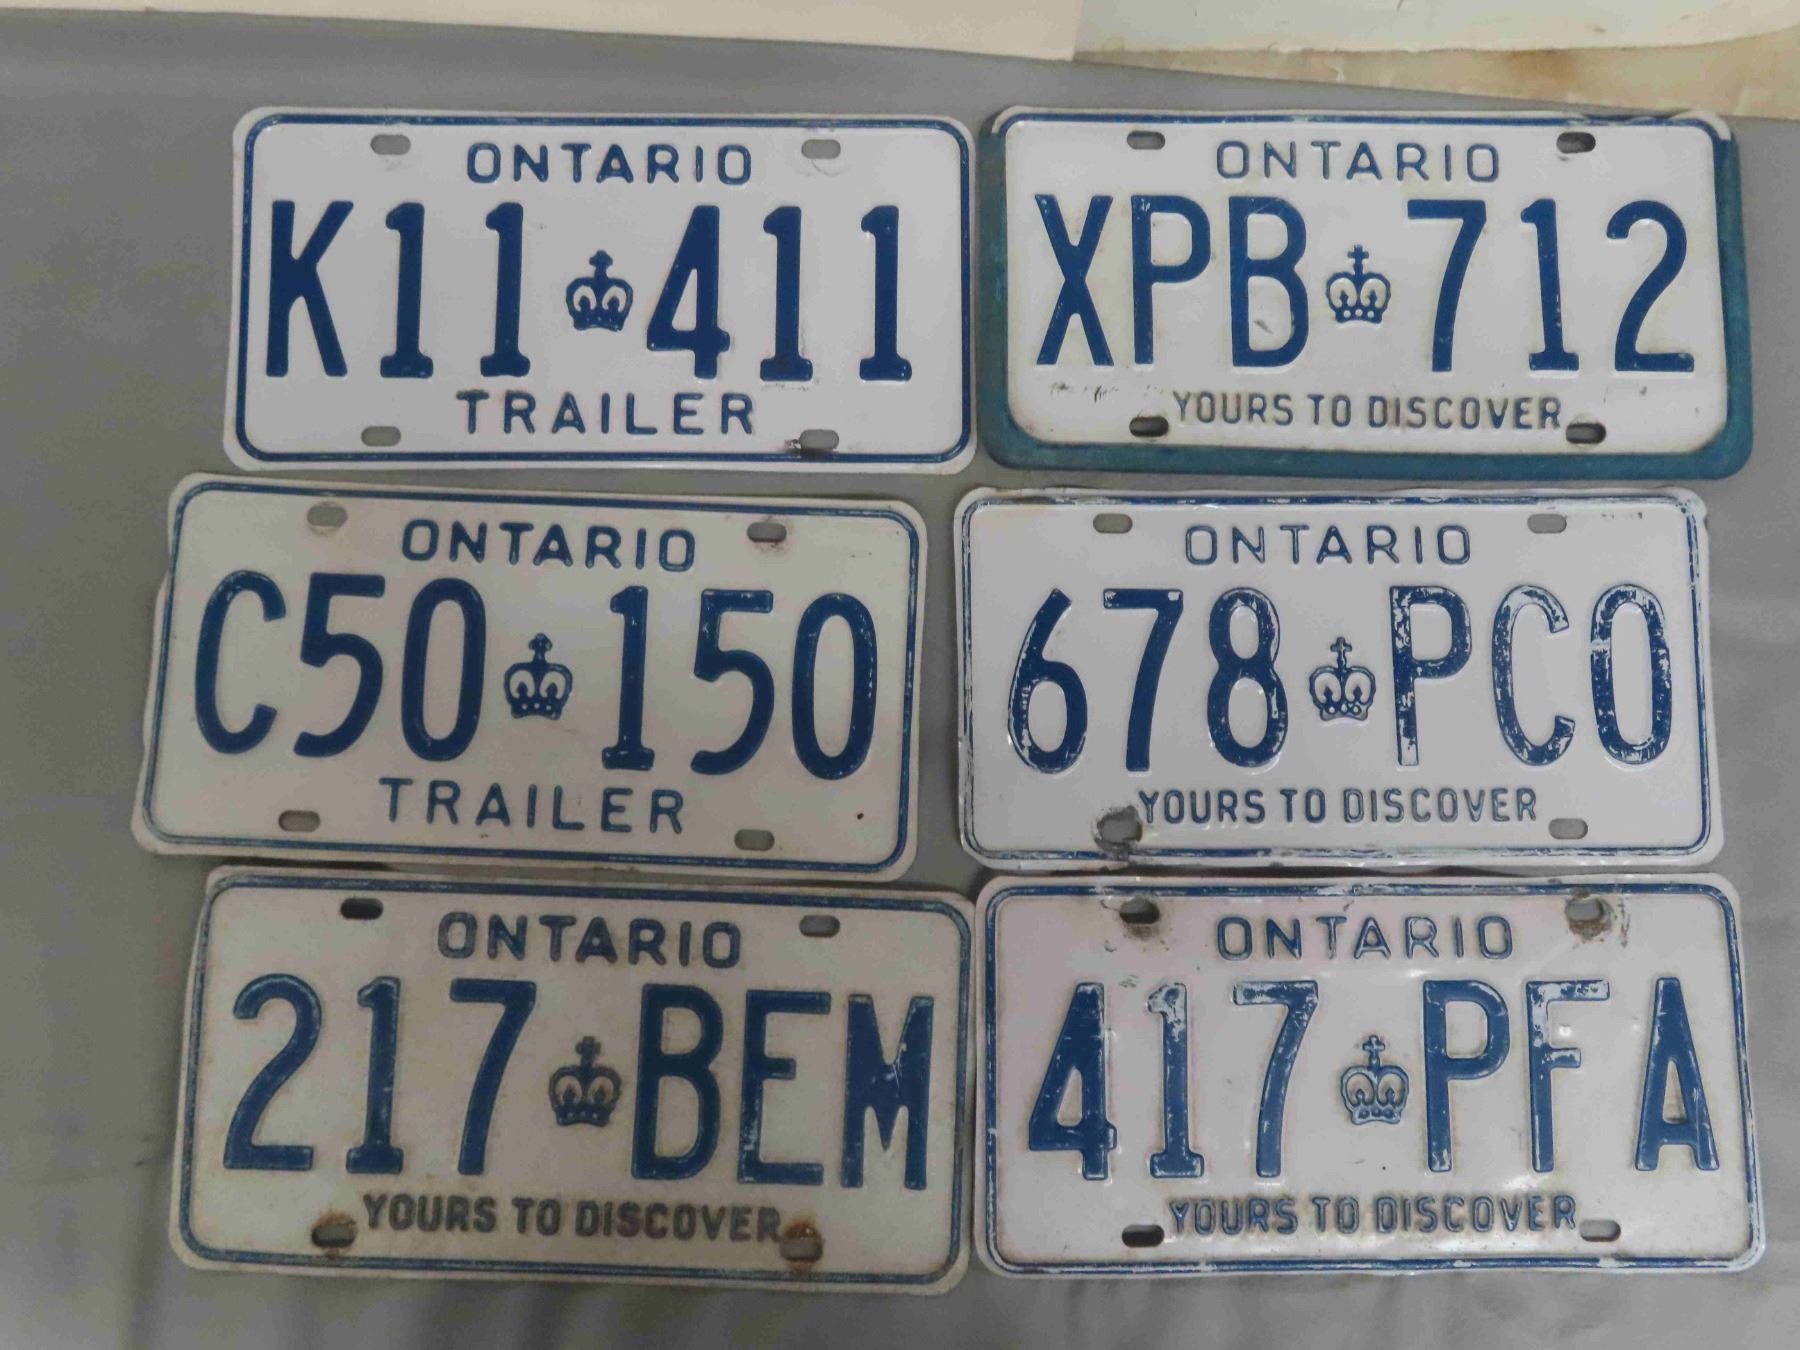 ONTARIO
K11 411
TRAILER
ONTARIO
XPB 712
YOURS TO DISCOVER
ONTARIO
C50 150
TRAILER
ONTARIO
678 PCO
YOURS TO DISCOVER
ONTARIO
217 BEM
YOURS TO DISCOVER
ONTARIO
417 PFA
YOURS TO DISCOVER